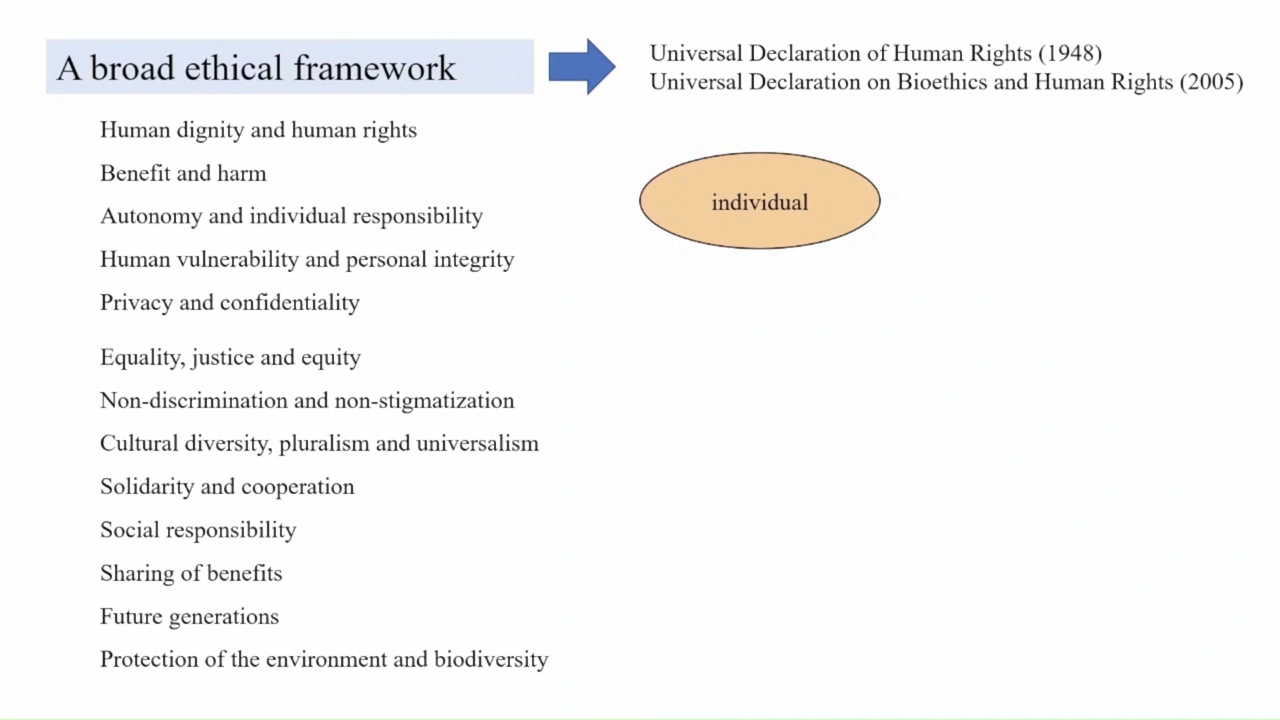 A broad ethical framework
Universal Declaration of Human Rights (1948)
Universal Declaration on Bioethics and Human Rights (2005)
Human dignity and human rights
Benefit and harm
Autonomy and individual responsibility
Human vulnerability and personal integrity
Privacy and confidentiality
Equality, justice and equity
Non-discrimination and non-stigmatization
Cultural diversity, pluralism and universalism
Solidarity and cooperation
Social responsibility
Sharing of benefits
Future generations
Protection of the environment and biodiversity
individual